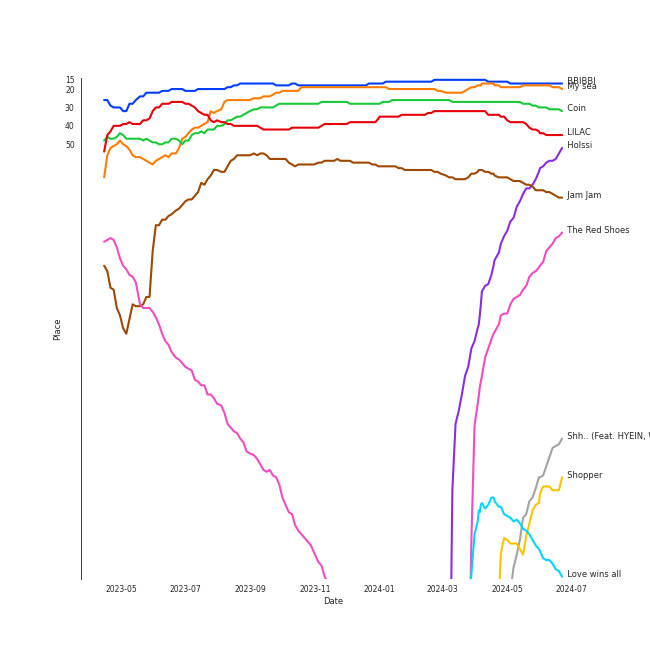 15
20
30
40
50
BBIBBI
My sea
Coin
LILAC
Holssi
Jam Jam
The Red Shoes
Shh.. (Feat. HYEIN,
Shopper
Love wins all
Place
2023-05
2023-07
2023-09
2023-11
2024-01
2024-03
2024-05
2024-07
Date